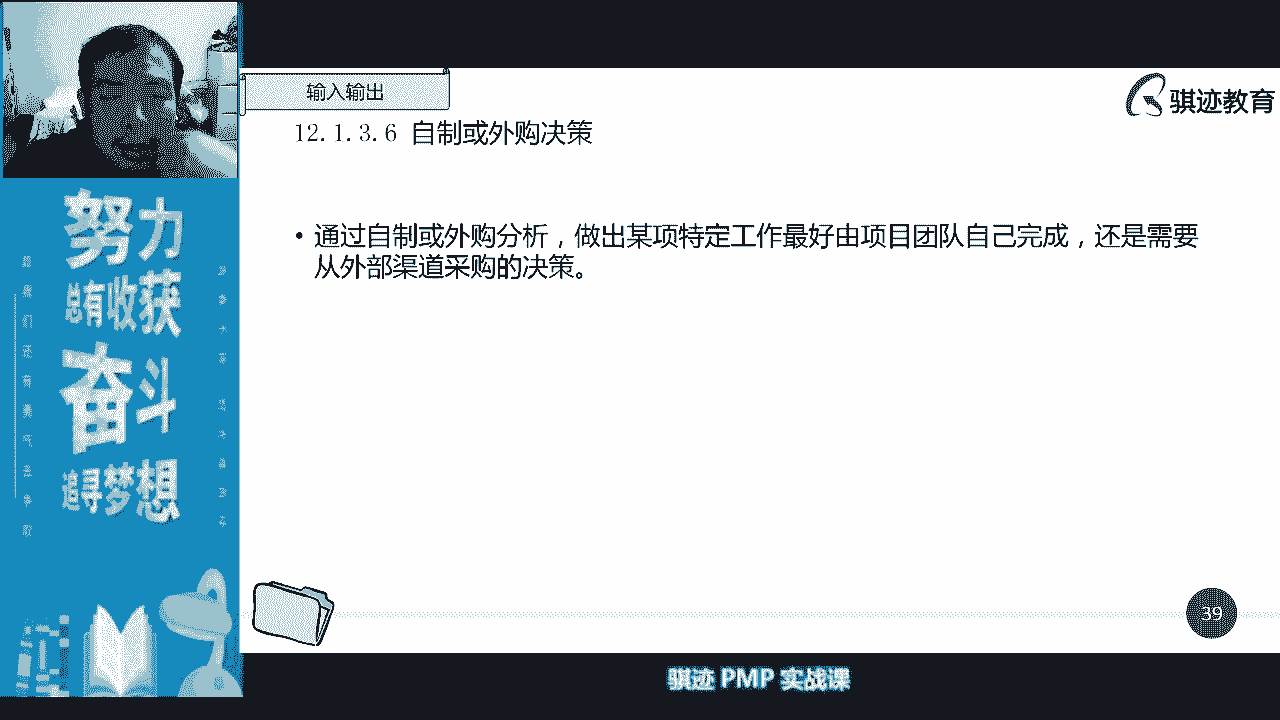 输入输出
骐迹教育
12.1.3.6 自制或外购决策
• 通过自制或外购分析，做出某项特定工作最好由项目团队自己完成，还是需要
从外部渠道采购的决策。
努力
总有收获
奋斗
追寻梦想
39
骐迹 PMP 实战课